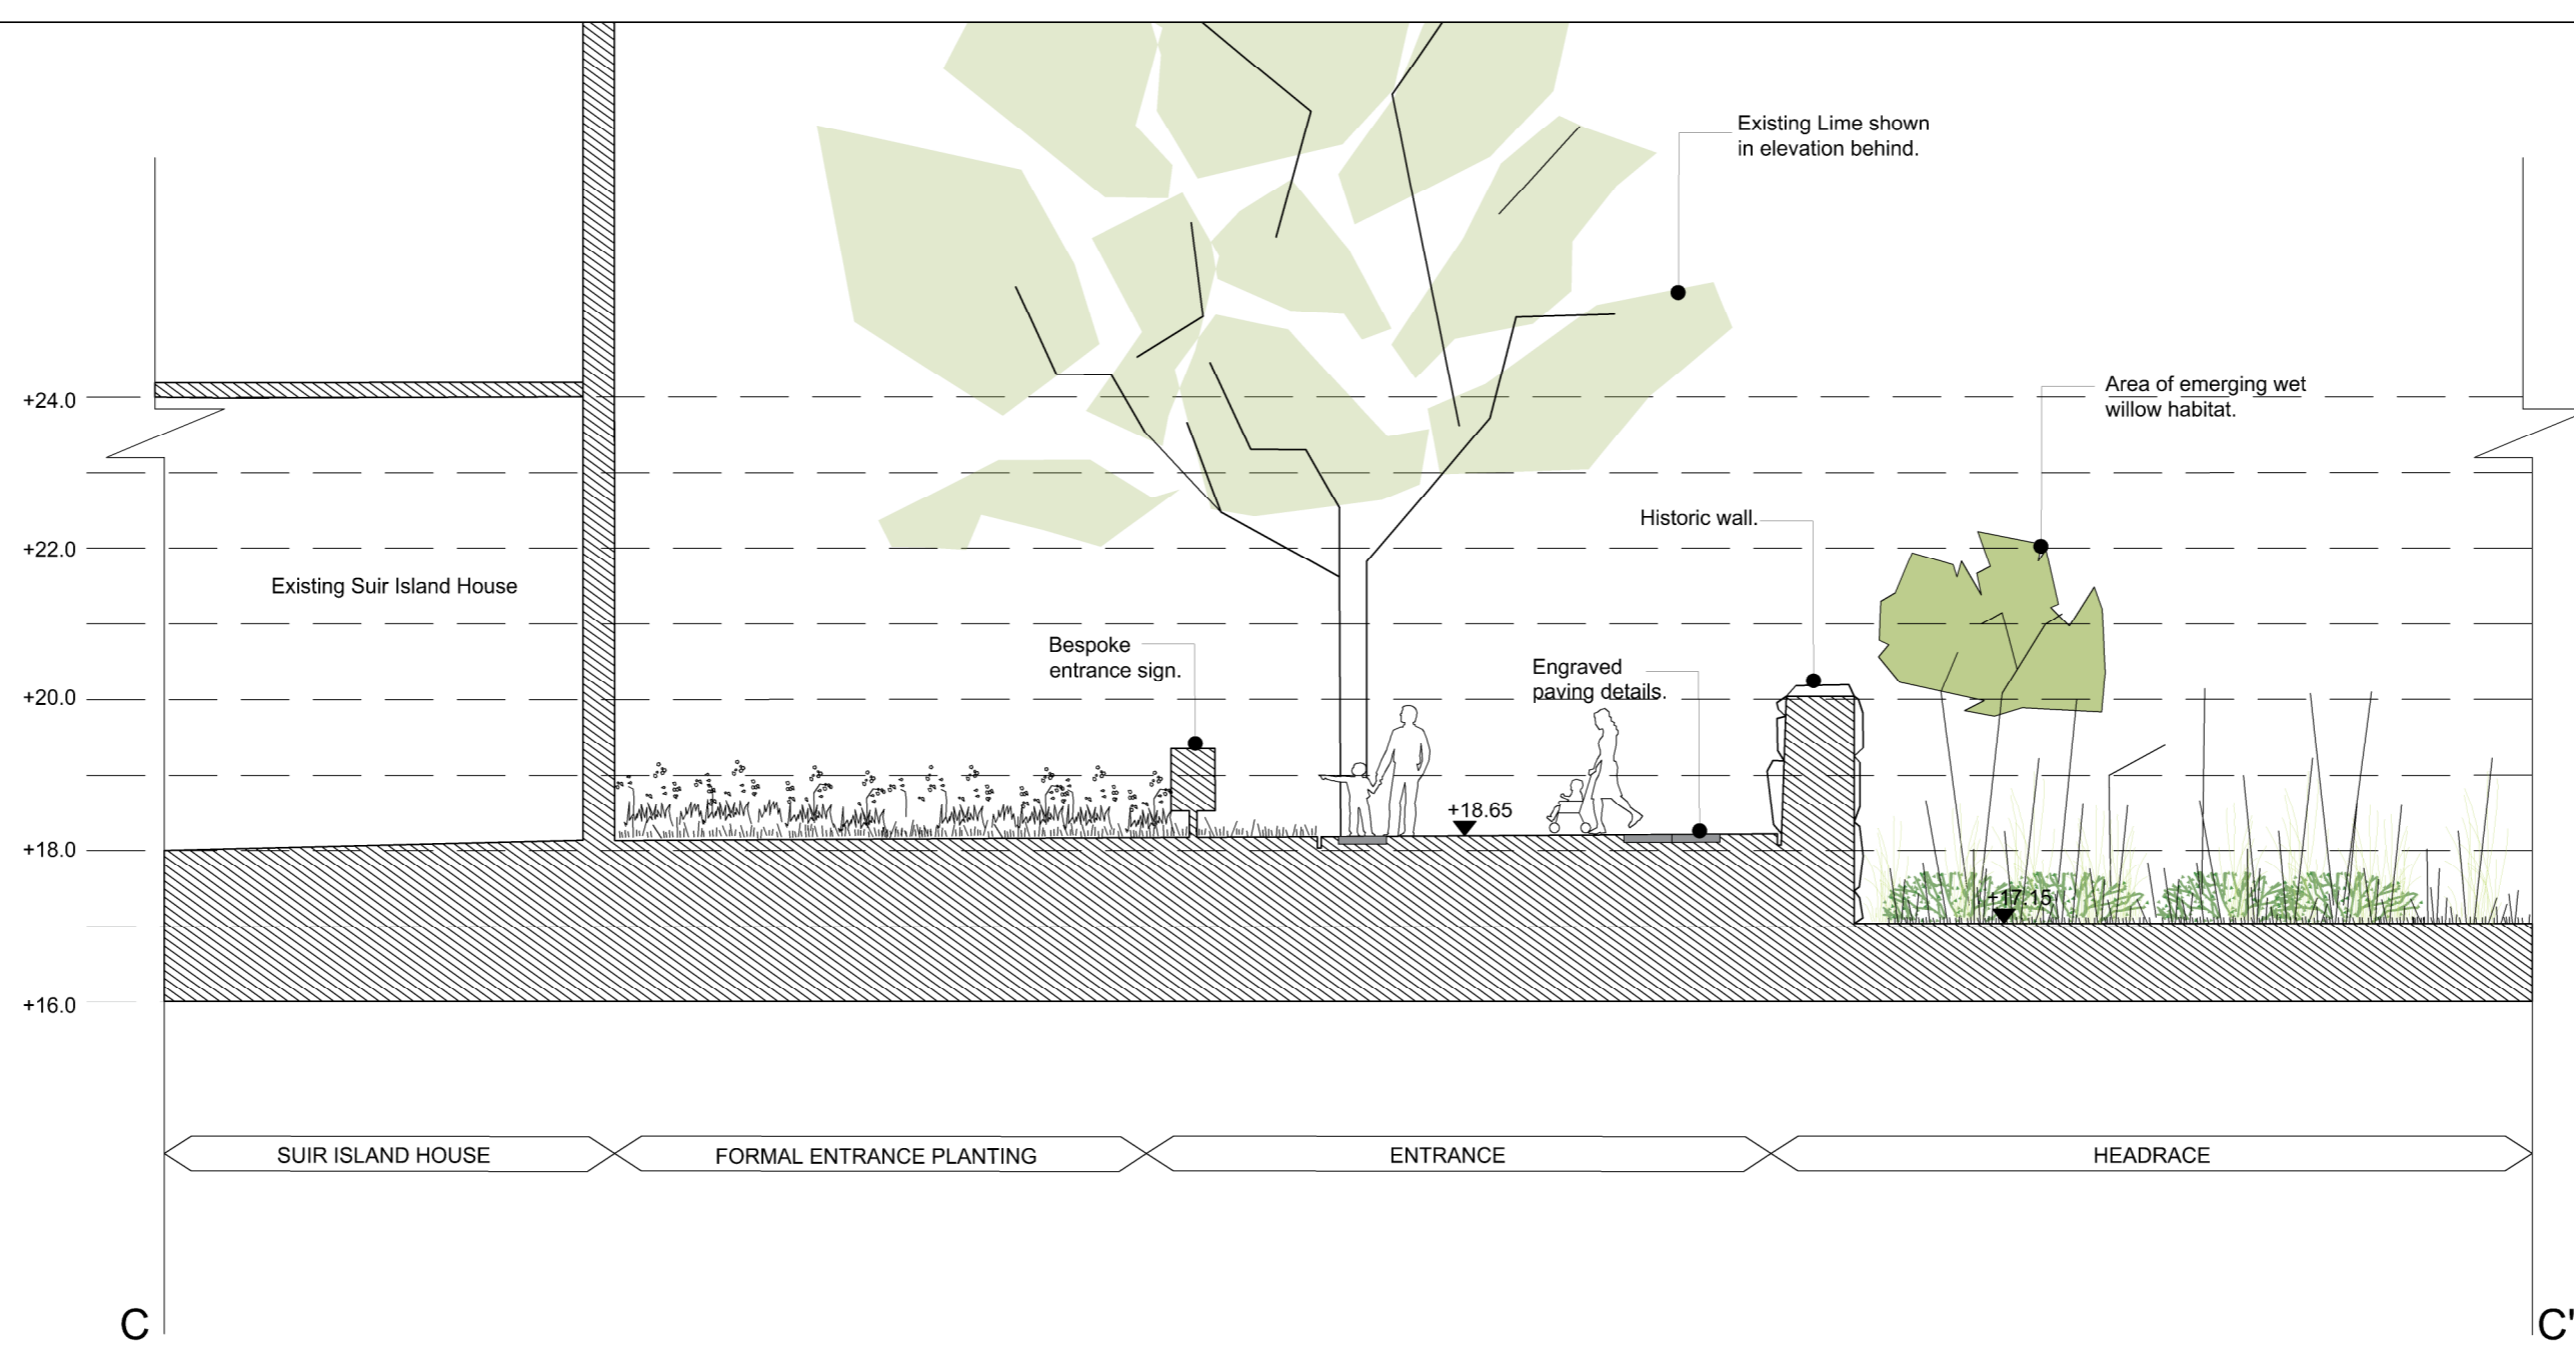 Existing Lime shown
in elevation behind.
+24.0
Area of emerging wet
willow habitat.
Historic wall.
+22.0
Existing Suir Island House
Bespoke
entrance sign.
Engraved
paving details.
+20.0
+18.65
+18.0
+17.15
+16.0
SUIR ISLAND HOUSE
FORMAL ENTRANCE PLANTING
ENTRANCE
HEADRACE
C
C'